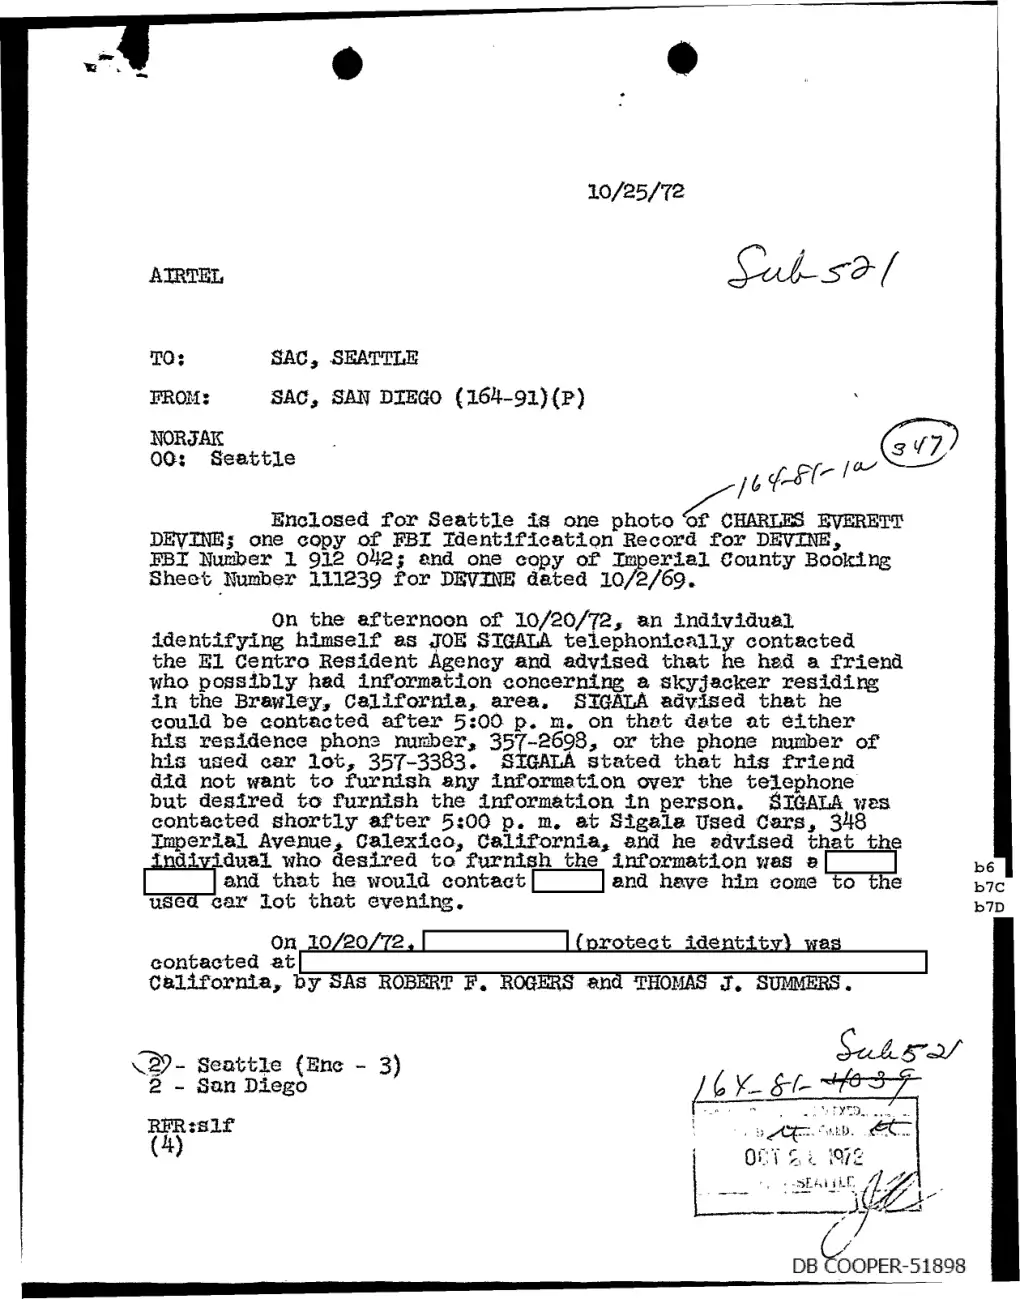 10/25/72
Sub 521
AIRTEL
TO: SAC, SEATTLE
FROM: SAC, SAN DIEGO (164-91)(P)
NORJAK
OO: Seattle
347
164-81-1a
Enclosed for Seattle is one photo of CHARLES EVERETT
DEVINE; one copy of FBI Identification Record for DEVINE,
FBI Number 1 912 042; and one copy of Imperial County Booking
Sheet Number 111239 for DEVINE dated 10/2/69.
On the afternoon of 10/20/72, an individual
identifying himself as JOE SIGALA telephonically contacted
the El Centro Resident Agency and advised that he had a friend
who possibly had information concerning a skyjacker residing
in the Brawley, California, area. SIGALA advised that he
could be contacted after 5:00 p. m. on that date at either
his residence phone number, 357-2698, or the phone number of
his used car lot, 357-3383. SIGALA stated that his friend
did not want to furnish any information over the telephone
but desired to furnish the information in person. SIGALA was
contacted shortly after 5:00 p. m. at Sigala Used Cars, 348
Imperial Avenue, Calexico, California, and he advised that the
individual who desired to furnish the information was a
and that he would contact and have him come to the
used car lot that evening.
b6
b7C
b7D
On 10/20/72, (protect identity) was
contacted at
California, by SAs ROBERT F. ROGERS and THOMAS J. SUMMERS.
2 - Seattle (Enc - 3)
2 - San Diego
RFR:slf
(4)
Sub 521
164-81-4039
OCT 1972
SEATTLE
DB COOPER-51898